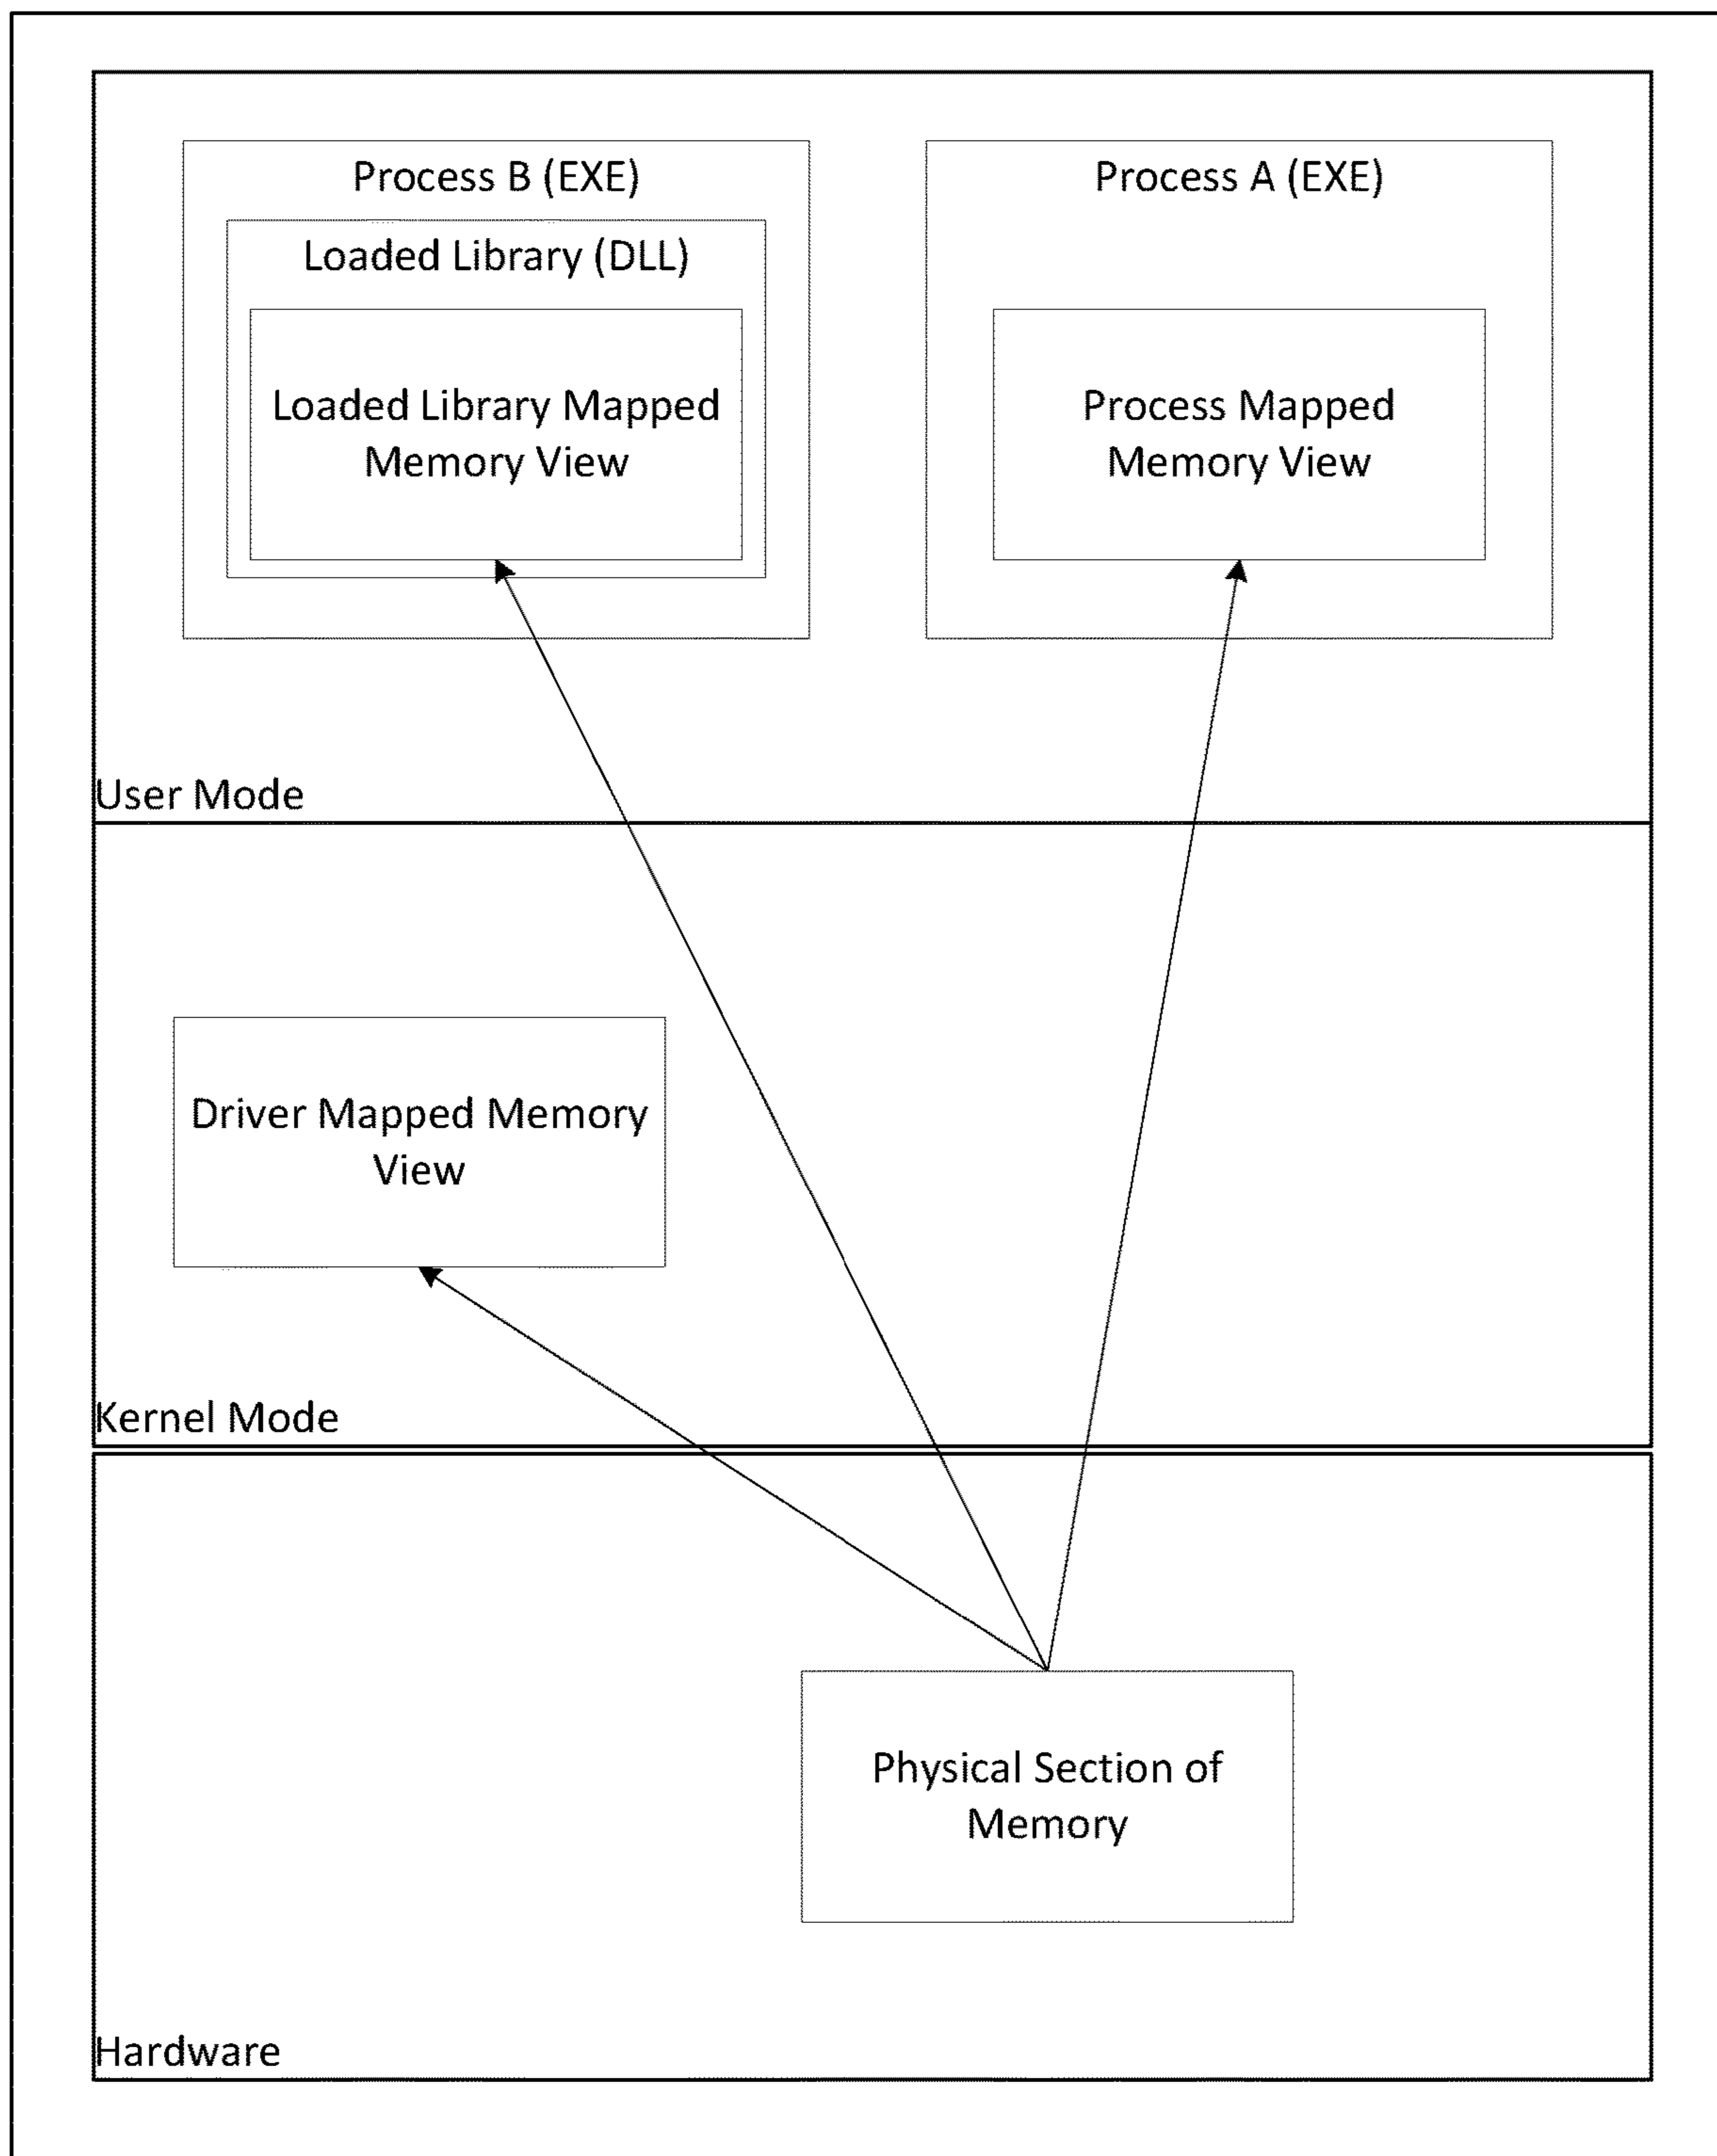 Process B (EXE)
Loaded Library (DLL)
Loaded Library Mapped
Memory View
Process A (EXE)
Process Mapped
Memory View
User Mode
Driver Mapped Memory
View
Kernel Mode
Physical Section of
Memory
Hardware